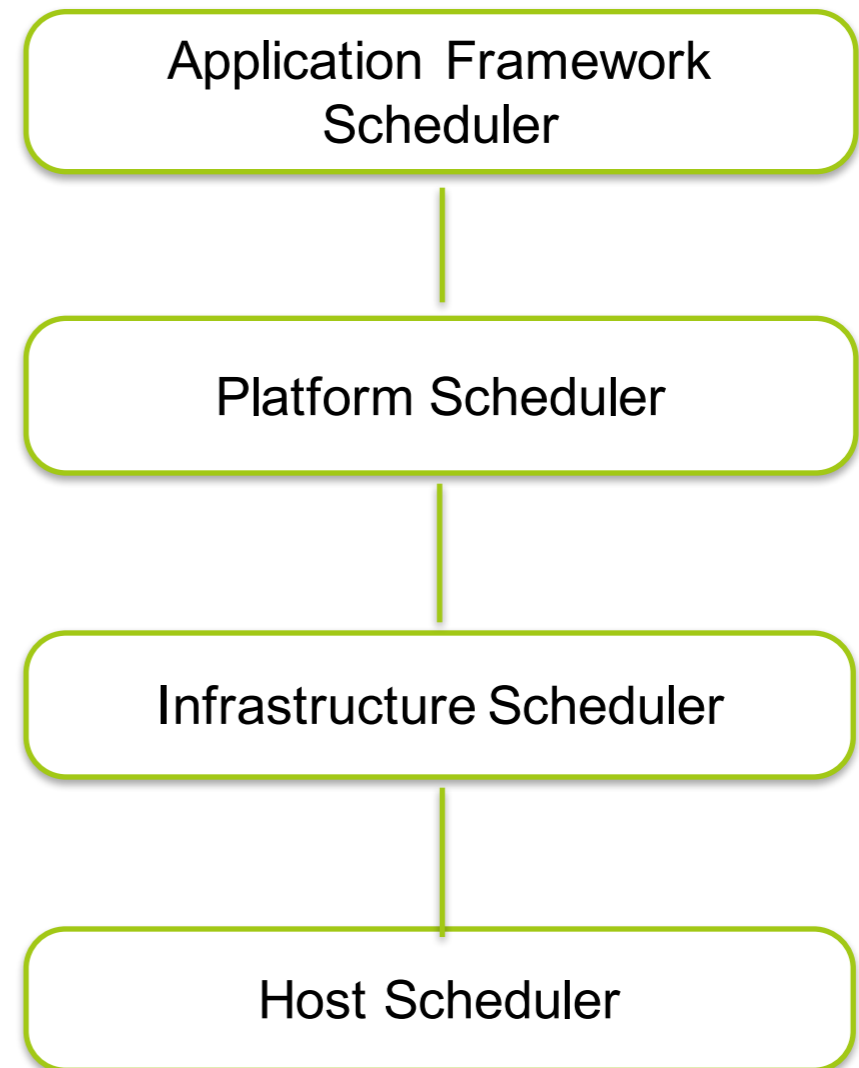 Application Framework
Scheduler
Platform Scheduler
Infrastructure Scheduler
Host Scheduler